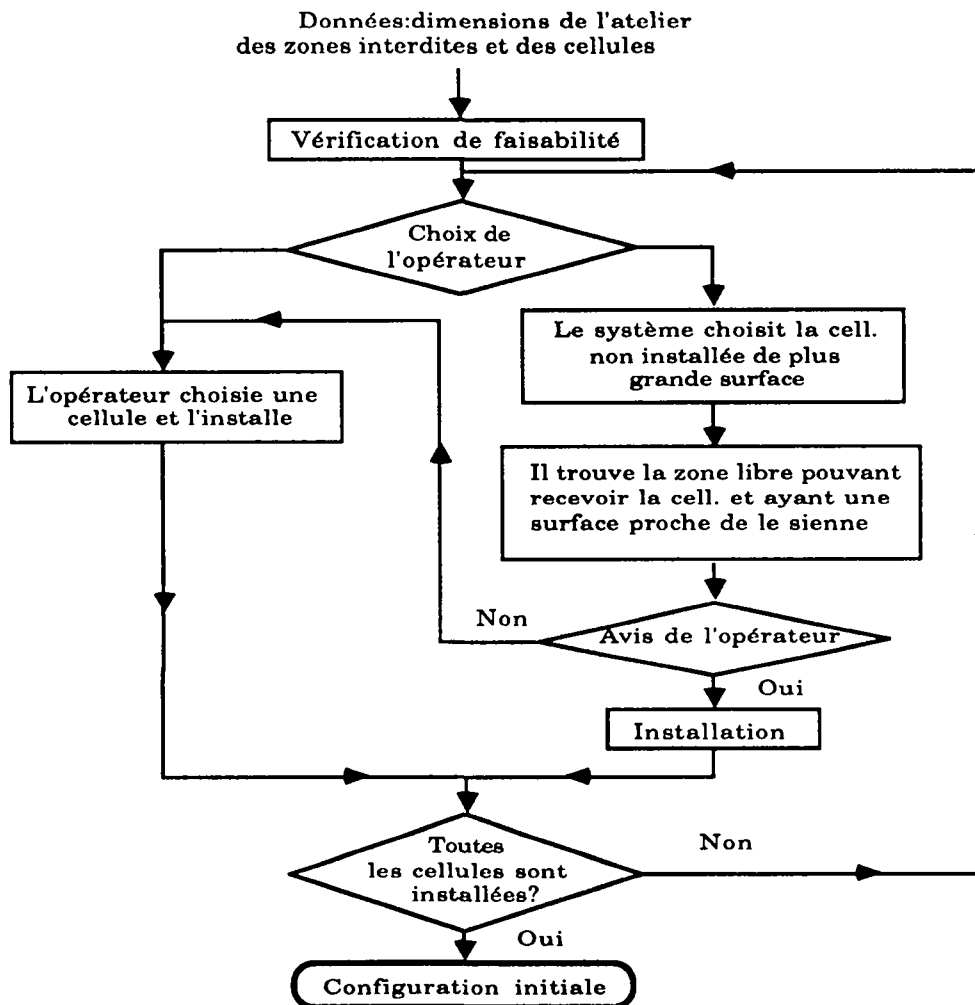 Données:dimensions de l'atelier
des zones interdites et des cellules
Vérification de faisabilité
Choix de
l'opérateur
Le système choisit la cell.
non installée de plus
grande surface
L'opérateur choisie une
cellule et l'installe
Il trouve la zone libre pouvant
recevoir la cell. et ayant une
surface proche de le sienne
Non
Avis de l'opérateur
Oui
Installation
Toutes
les cellules sont
installées?
Non
Oui
Configuration initiale